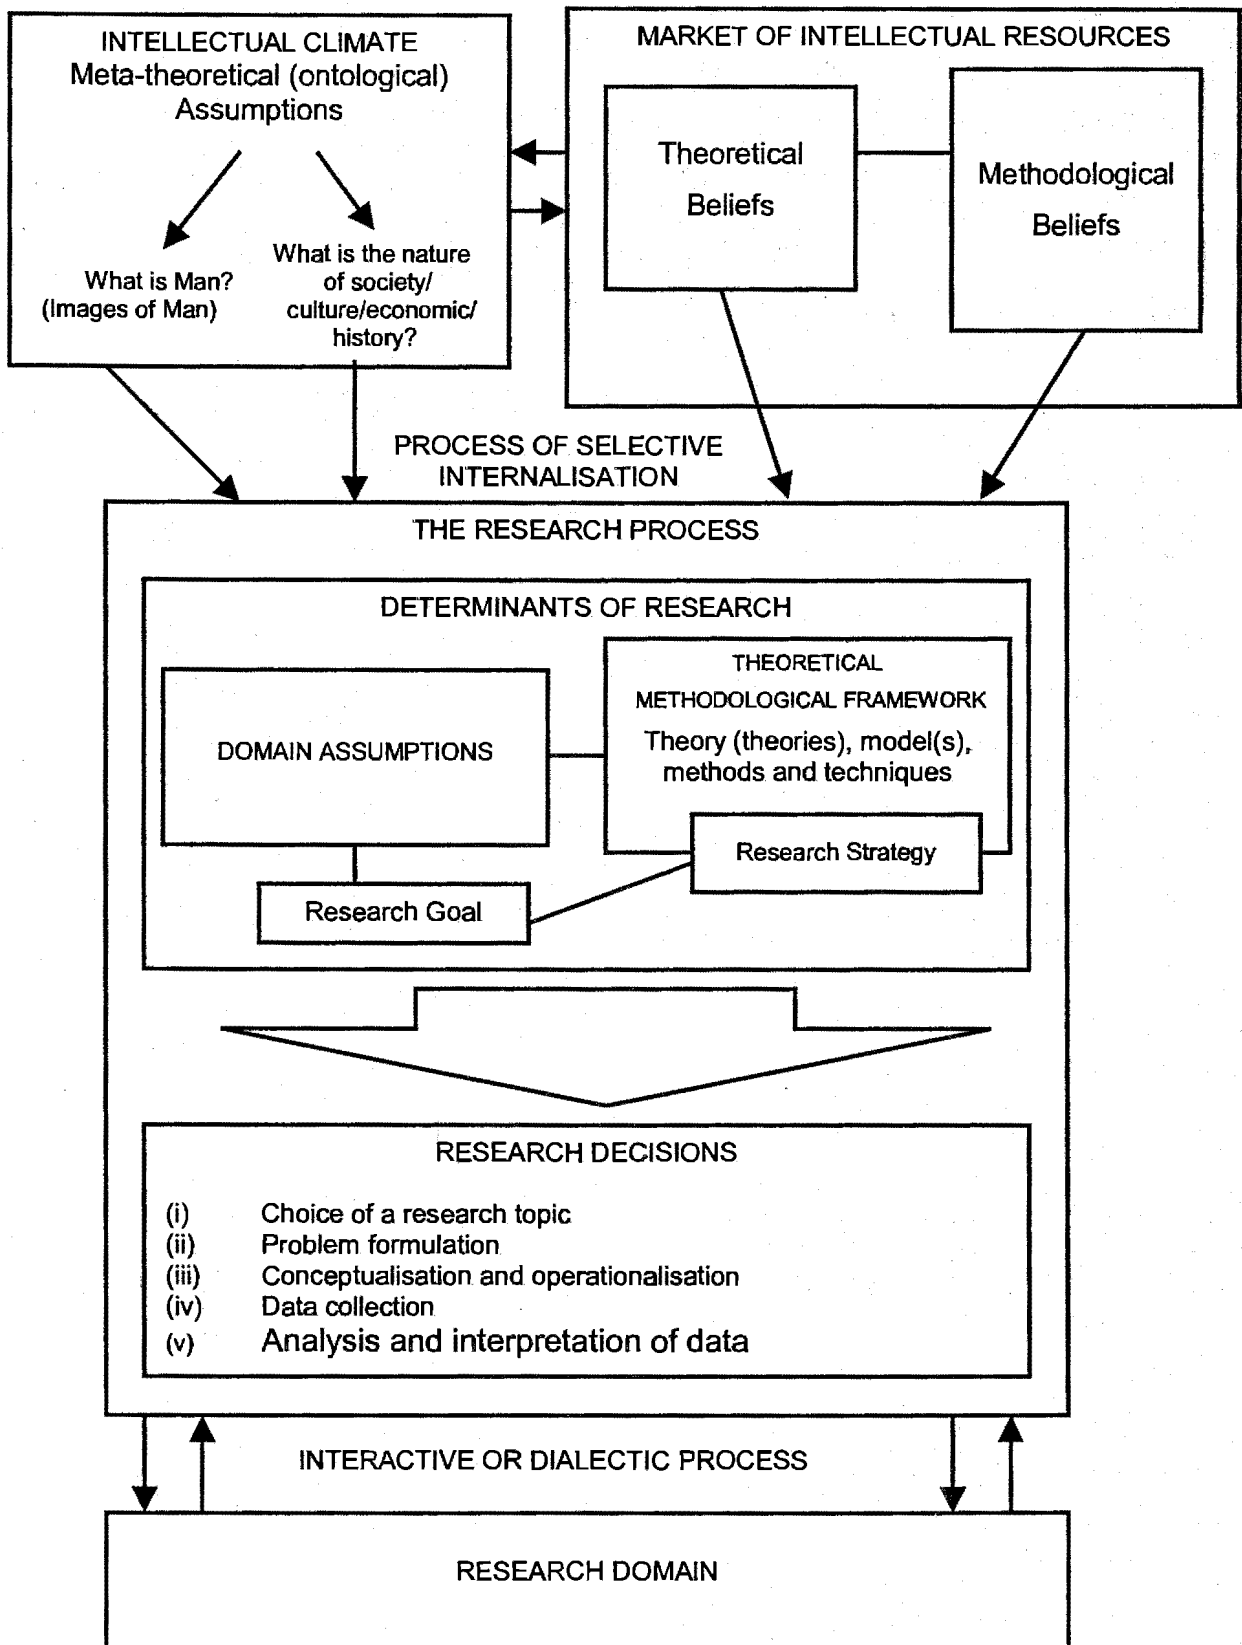 INTELLECTUAL CLIMATE
Meta-theoretical (ontological)
Assumptions
What is Man?
(Images of Man)
What is the nature
of society/
culture/economic/
history?
MARKET OF INTELLECTUAL RESOURCES
Theoretical
Beliefs
Methodological
Beliefs
PROCESS OF SELECTIVE
INTERNALISATION
THE RESEARCH PROCESS
DETERMINANTS OF RESEARCH
DOMAIN ASSUMPTIONS
THEORETICAL
METHODOLOGICAL FRAMEWORK
Theory (theories), model(s),
methods and techniques
Research Strategy
Research Goal
RESEARCH DECISIONS
(i) Choice of a research topic
(ii) Problem formulation
(iii) Conceptualisation and operationalisation
(iv) Data collection
(v) Analysis and interpretation of data
INTERACTIVE OR DIALECTIC PROCESS
RESEARCH DOMAIN